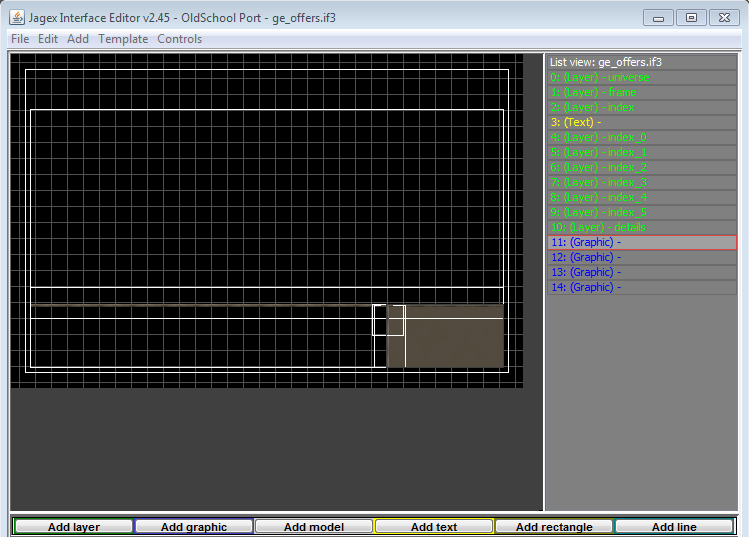 Jagex Interface Editor v2.45 - OldSchool Port - ge_offers.if3
File Edit Add Template Controls
List view: ge_offers.if3
0: (Layer) - universe
1: (Layer) - frame
2: (Layer) - index
3: (Text) -
4: (Layer) - index_0
5: (Layer) - index_1
6: (Layer) - index_2
7: (Layer) - index_3
8: (Layer) - index_4
9: (Layer) - index_5
10: (Layer) - details
11: (Graphic) -
12: (Graphic) -
13: (Graphic) -
14: (Graphic) -
Add layer Add graphic Add model Add text Add rectangle Add line